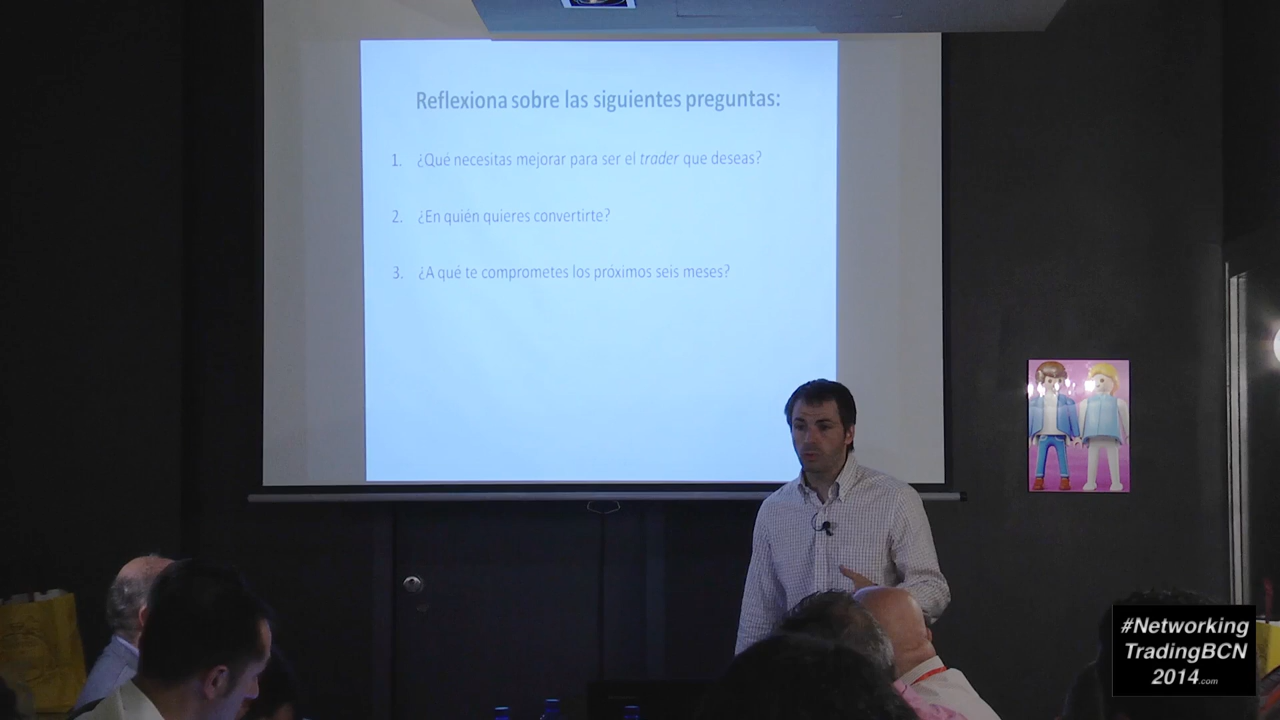 Reflexiona sobre las siguientes preguntas:
1. ¿Qué necesitas mejorar para ser el trader que deseas?
2. ¿En quién quieres convertirte?
3. ¿A qué te comprometes los próximos seis meses?
#Networking
TradingBCN
2014.com